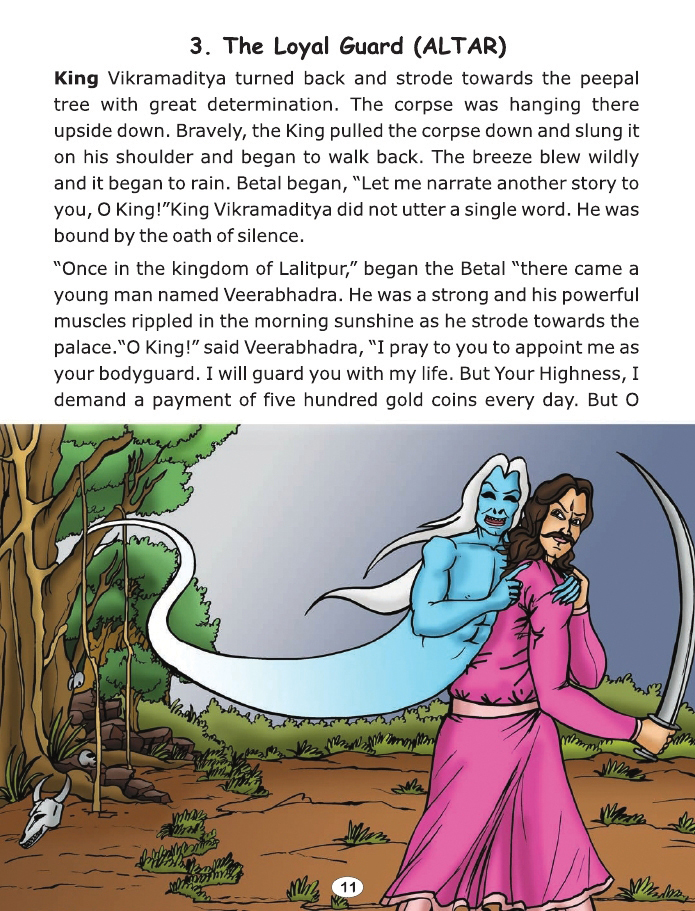 3. The Loyal Guard (ALTAR)
King Vikramaditya turned back and strode towards the peepal
tree with great determination. The corpse was hanging there
upside down. Bravely, the King pulled the corpse down and slung it
on his shoulder and began to walk back. The breeze blew wildly
and it began to rain. Betal began, “Let me narrate another story to
you, O King!”King Vikramaditya did not utter a single word. He was
bound by the oath of silence.
“Once in the kingdom of Lalitpur,” began the Betal “there came a
young man named Veerabhadra. He was a strong and his powerful
muscles rippled in the morning sunshine as he strode towards the
palace.“O King!” said Veerabhadra, “I pray to you to appoint me as
your bodyguard. I will guard you with my life. But Your Highness, I
demand a payment of five hundred gold coins every day. But O
11